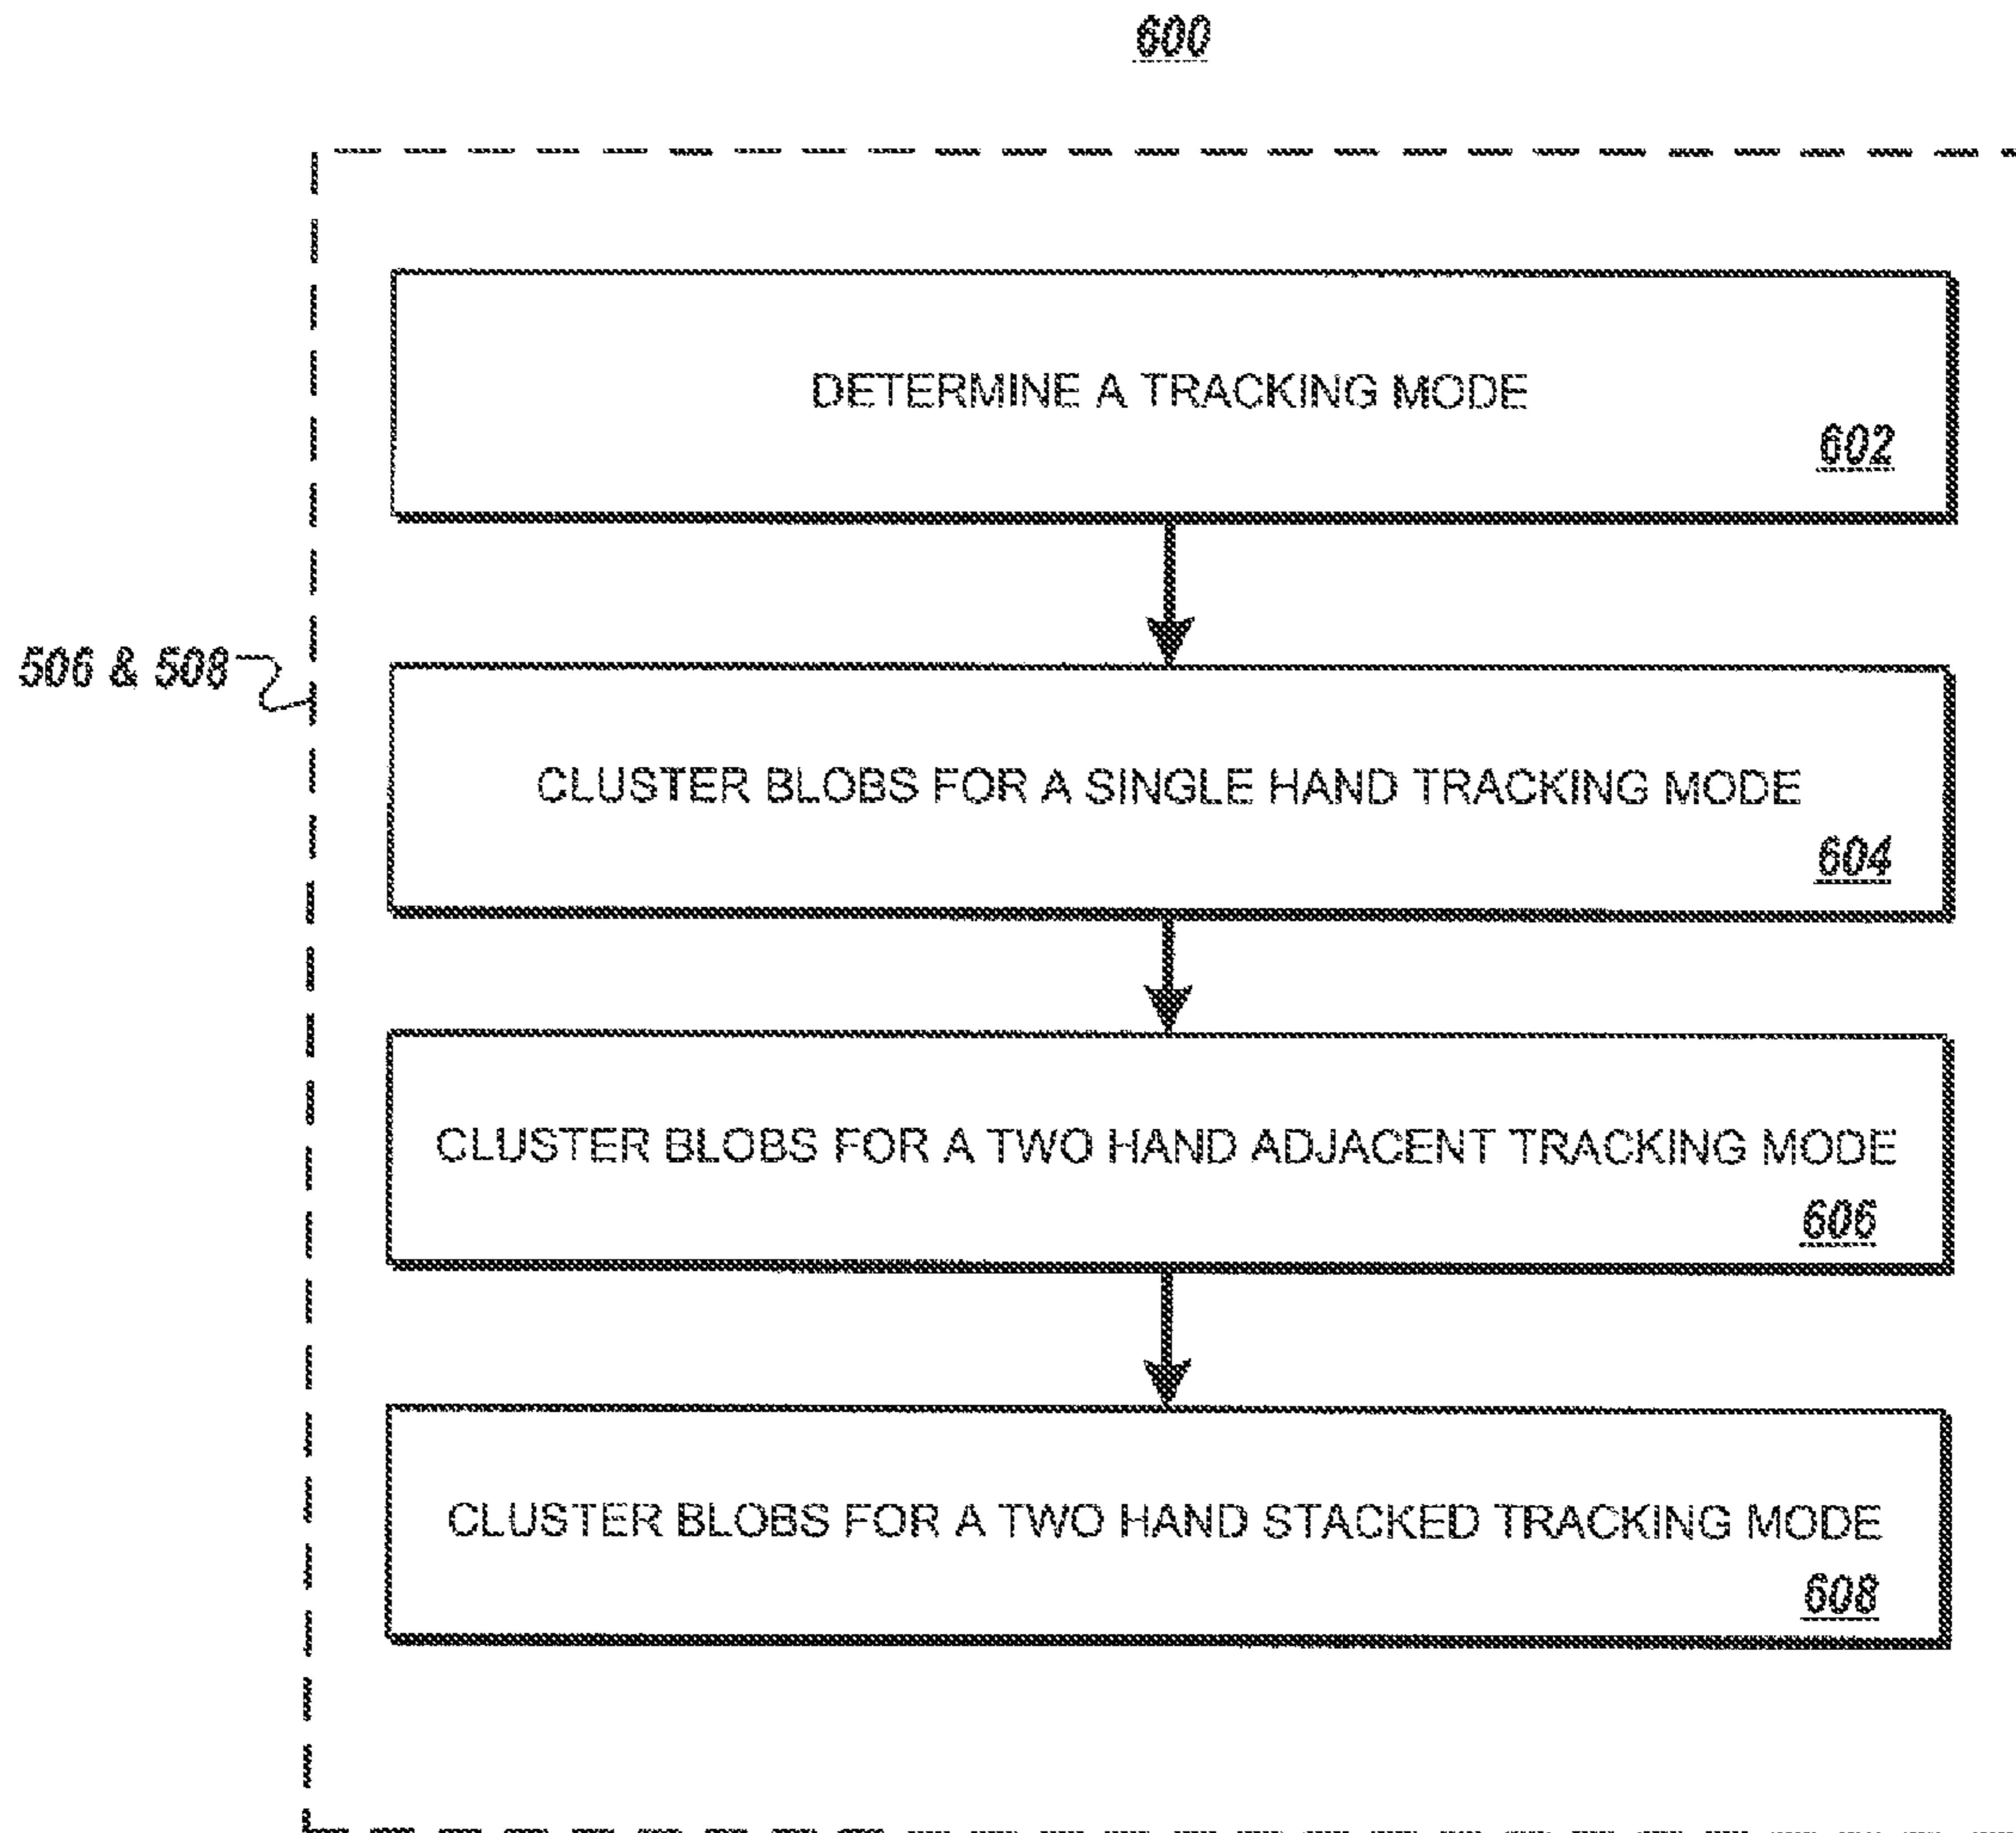 600
DETERMINE A TRACKING MODE
602
506 & 508
CLUSTER BLOBS FOR A SINGLE HAND TRACKING MODE
604
CLUSTER BLOBS FOR A TWO HAND ADJACENT TRACKING MODE
606
CLUSTER BLOBS FOR A TWO HAND STACKED TRACKING MODE
608